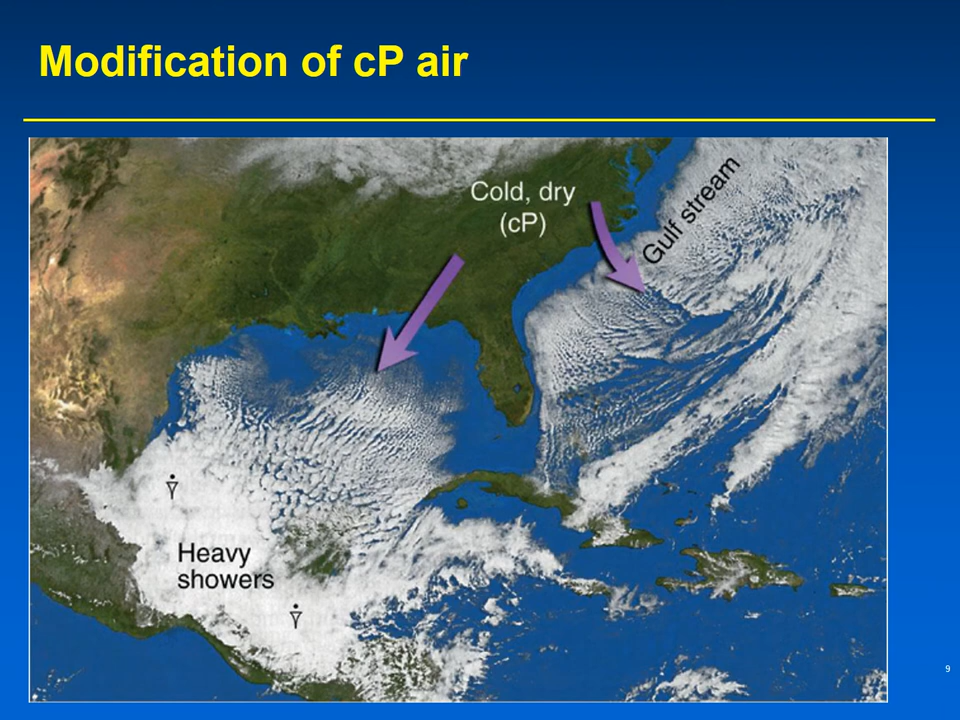 Modification of cP air
Cold, dry
(cP)
Gulf stream
Heavy
showers
9